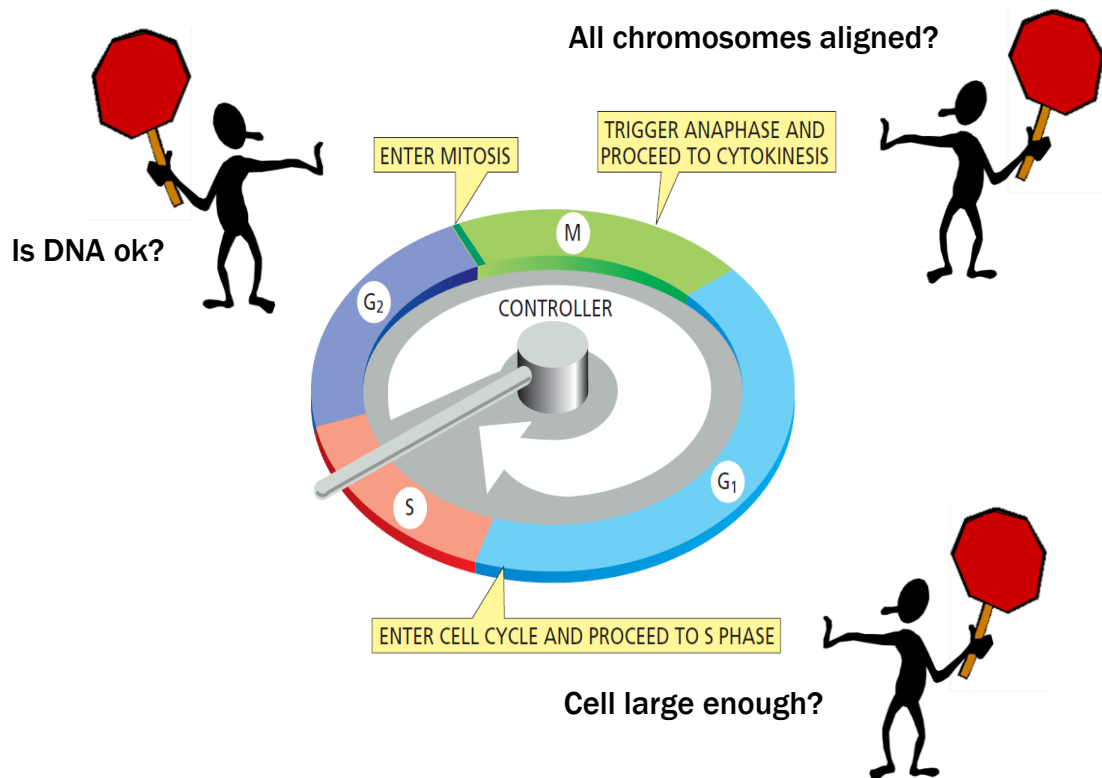 All chromosomes aligned?
ENTER MITOSIS
TRIGGER ANAPHASE AND
PROCEED TO CYTOKINESIS
Is DNA ok?
M
G₂
CONTROLLER
G₁
S
ENTER CELL CYCLE AND PROCEED TO S PHASE
Cell large enough?